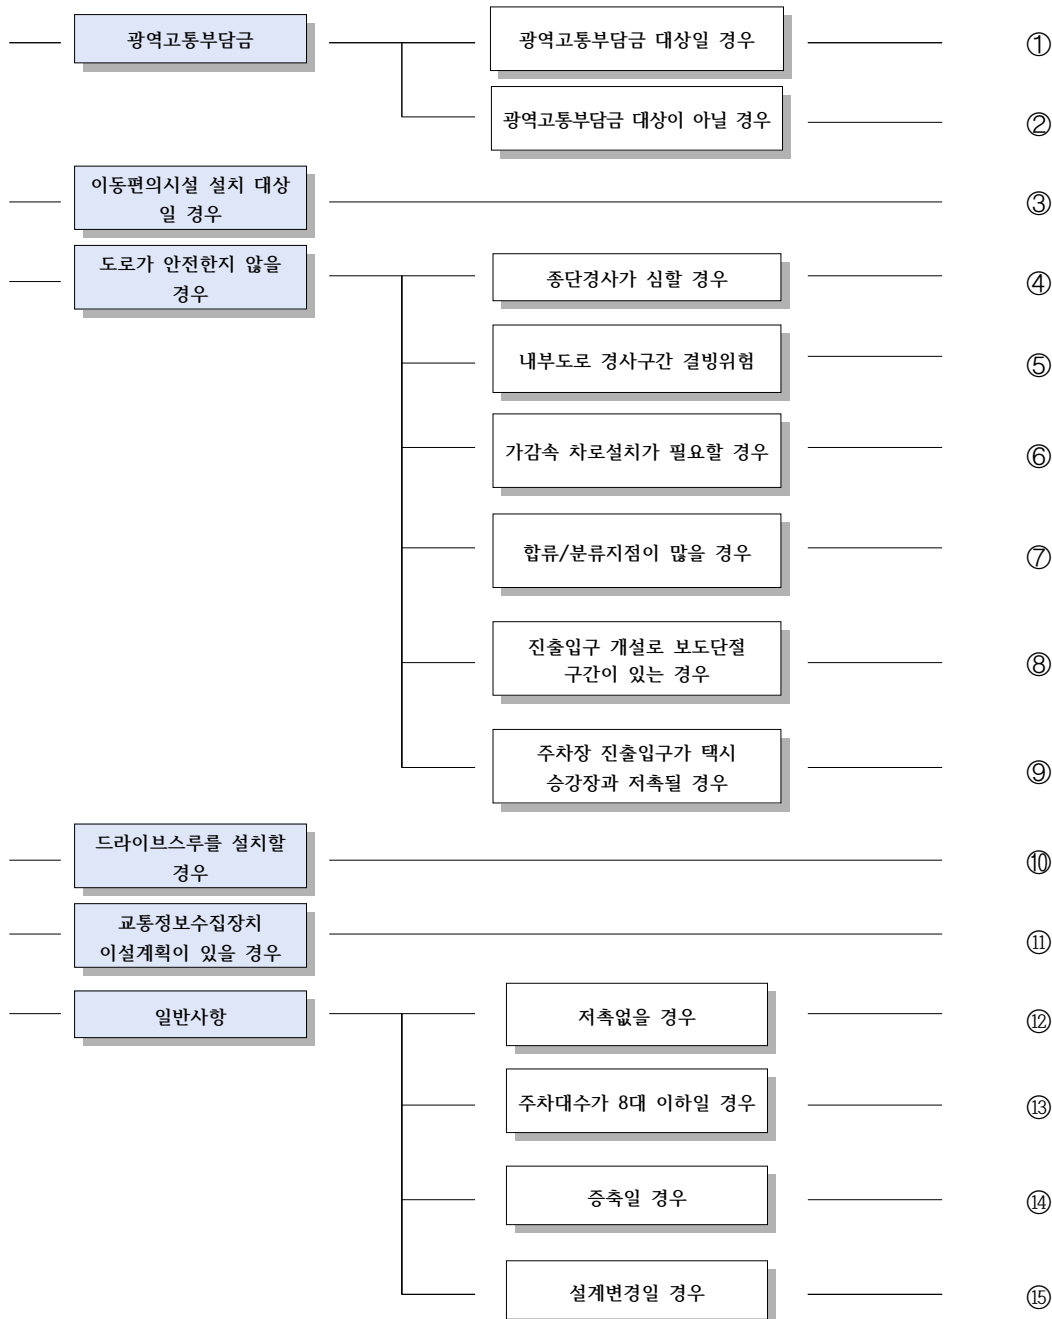 광역고통부담금
광역고통부담금 대상일 경우
①
광역고통부담금 대상이 아닐 경우
②
이동편의시설 설치 대상
일 경우
③
도로가 안전한지 않을
경우
종단경사가 심할 경우
④
내부도로 경사구간 결빙위험
⑤
가감속 차로설치가 필요할 경우
⑥
합류/분류지점이 많을 경우
⑦
진출입구 개설로 보도단절
구간이 있는 경우
⑧
주차장 진출입구가 택시
승강장과 저촉될 경우
⑨
드라이브스루를 설치할
경우
⑩
교통정보수집장치
이설계획이 있을 경우
⑪
일반사항
저촉없을 경우
⑫
주차대수가 8대 이하일 경우
⑬
증축일 경우
⑭
설계변경일 경우
⑮